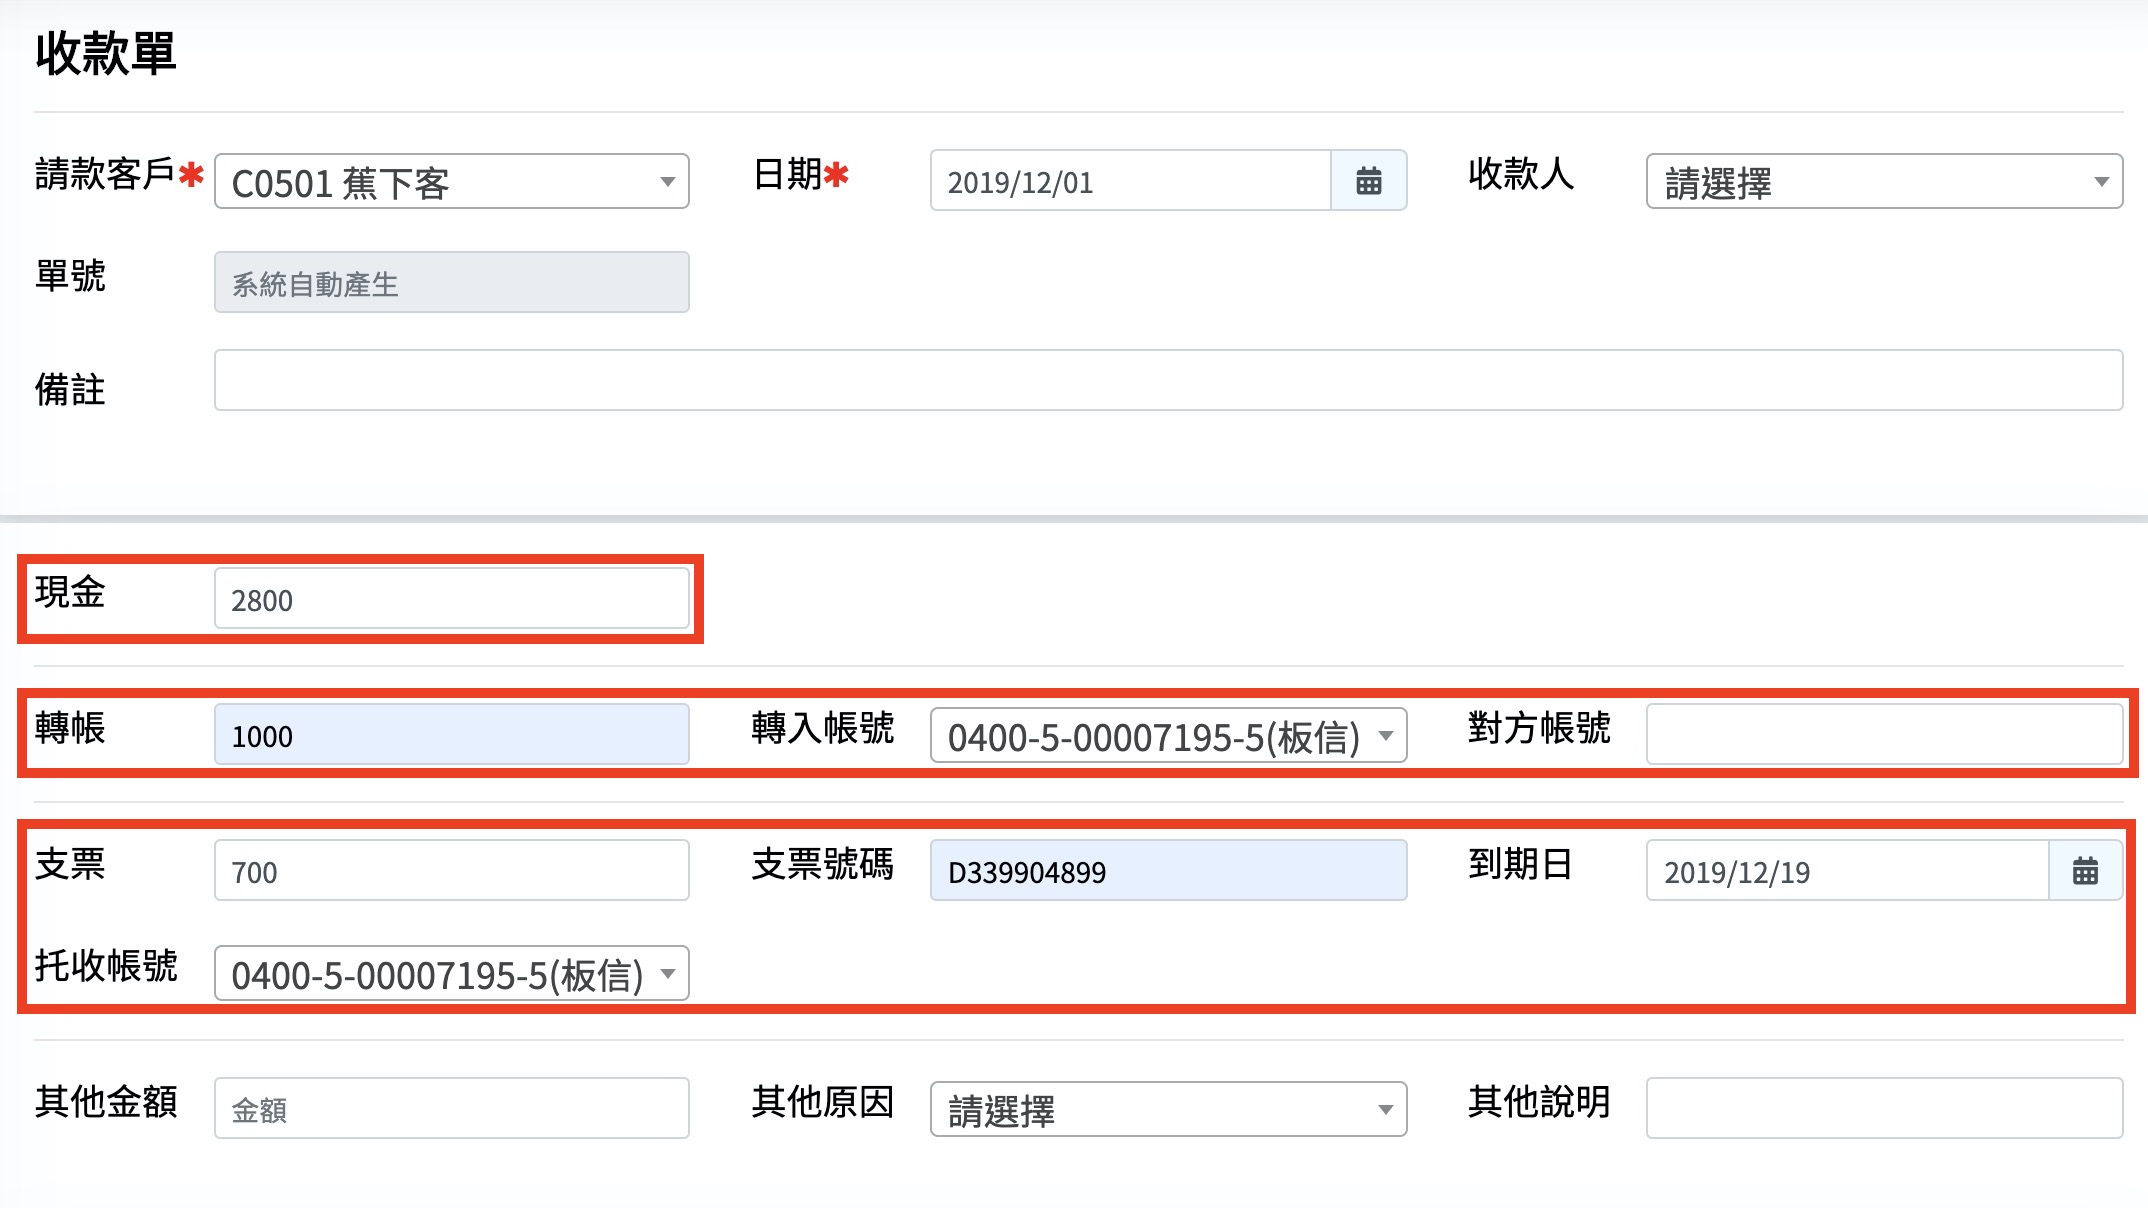 收款單
請款客戶✱ C0501 蕉下客 日期✱ 2019/12/01 收款人 請選擇
單號 系統自動產生
備註
現金 2800
轉帳 1000 轉入帳號 0400-5-00007195-5(板信) 對方帳號
支票 700 支票號碼 D339904899 到期日 2019/12/19
托收帳號 0400-5-00007195-5(板信)
其他金額 金額 其他原因 請選擇 其他說明